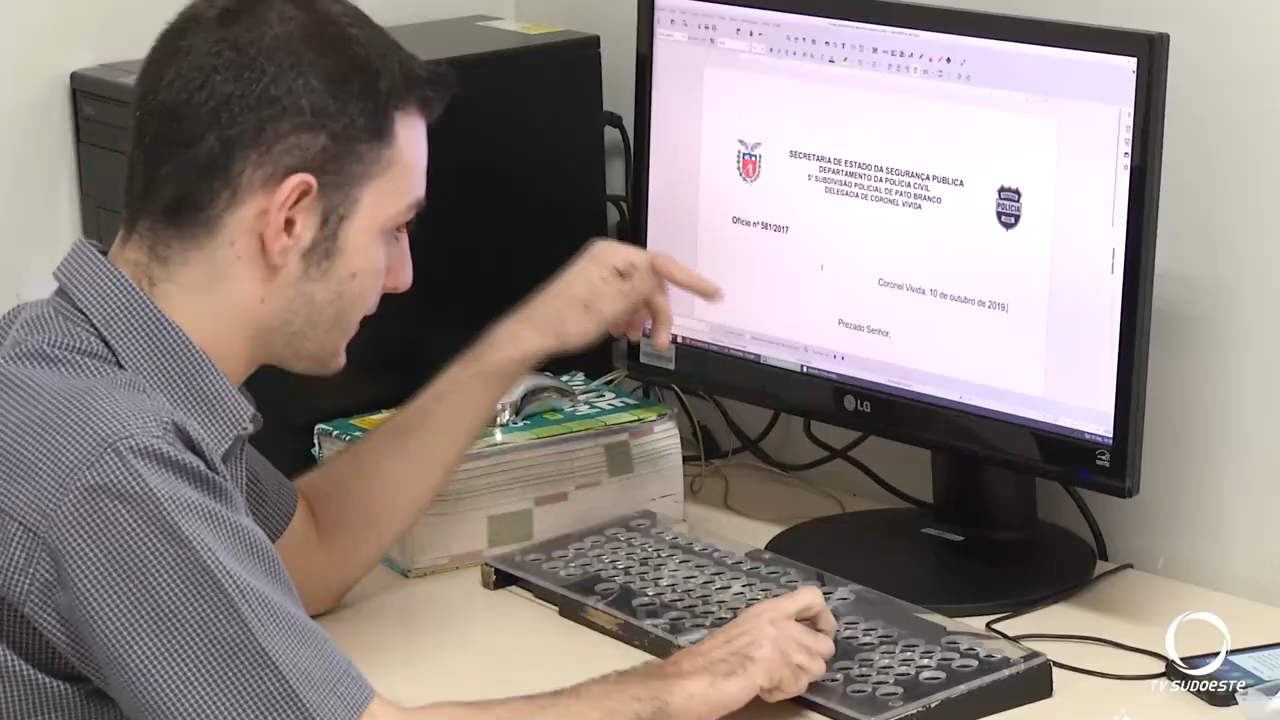 SECRETARIA DE ESTADO DA SEGURANÇA PÚBLICA
DEPARTAMENTO DA POLÍCIA CIVIL
5ª SUBDIVISÃO POLICIAL DE PATO BRANCO
DELEGACIA DE CORONEL VIVIDA
POLÍCIA
Ofício nº 581/2017
Coronel Vivida, 10 de outubro de 2019.
Prezado Senhor,
LG
TV SUDOESTE